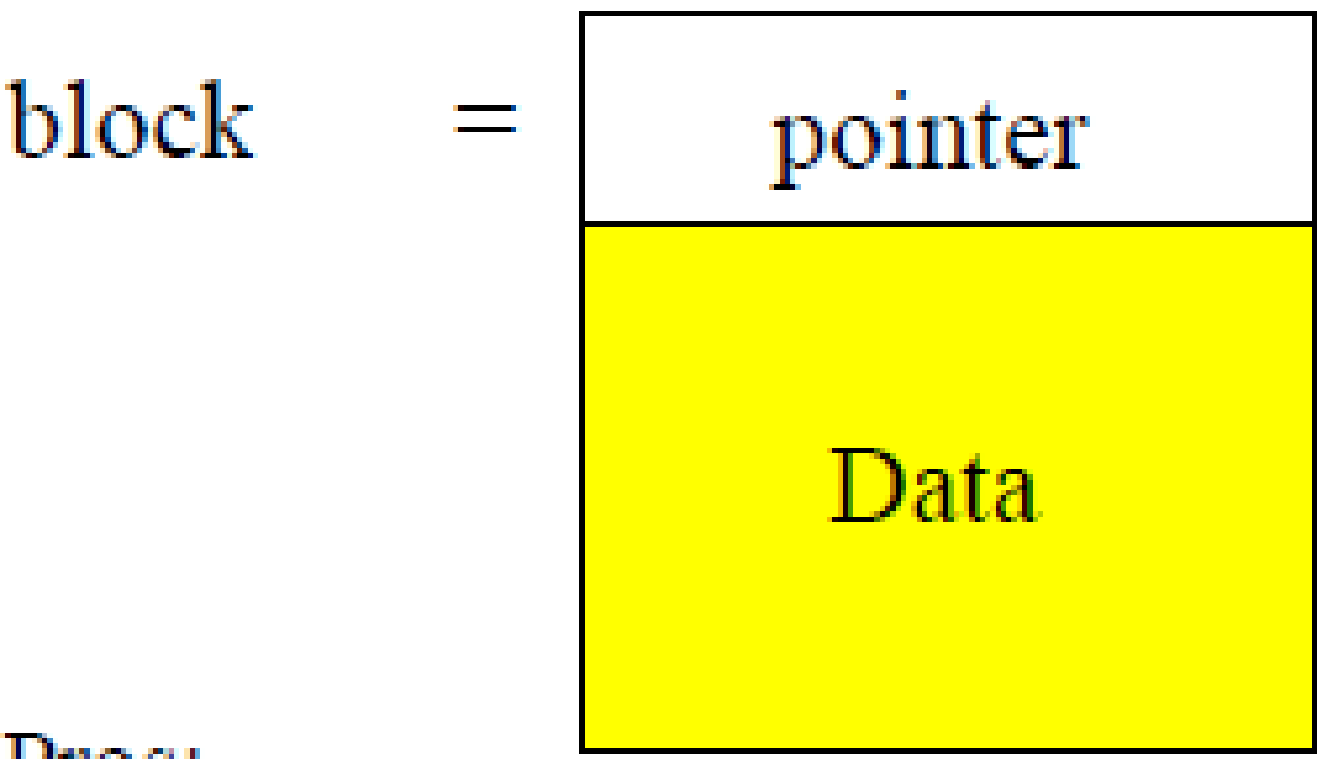 block = pointer
Data